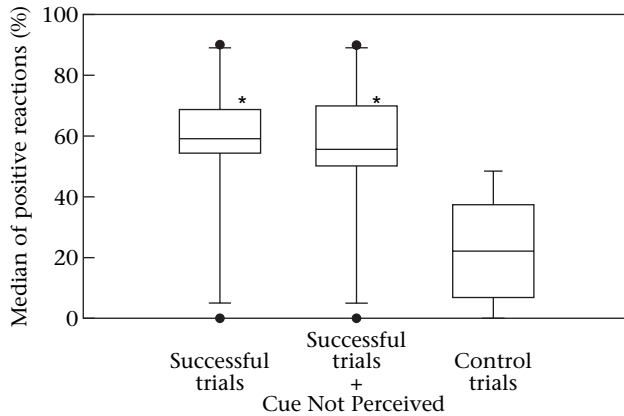 Median of positive reactions (%)
100
80
60
40
20
0
*
*
Successful
trials
Successful
trials
+
Cue Not Perceived
Control
trials